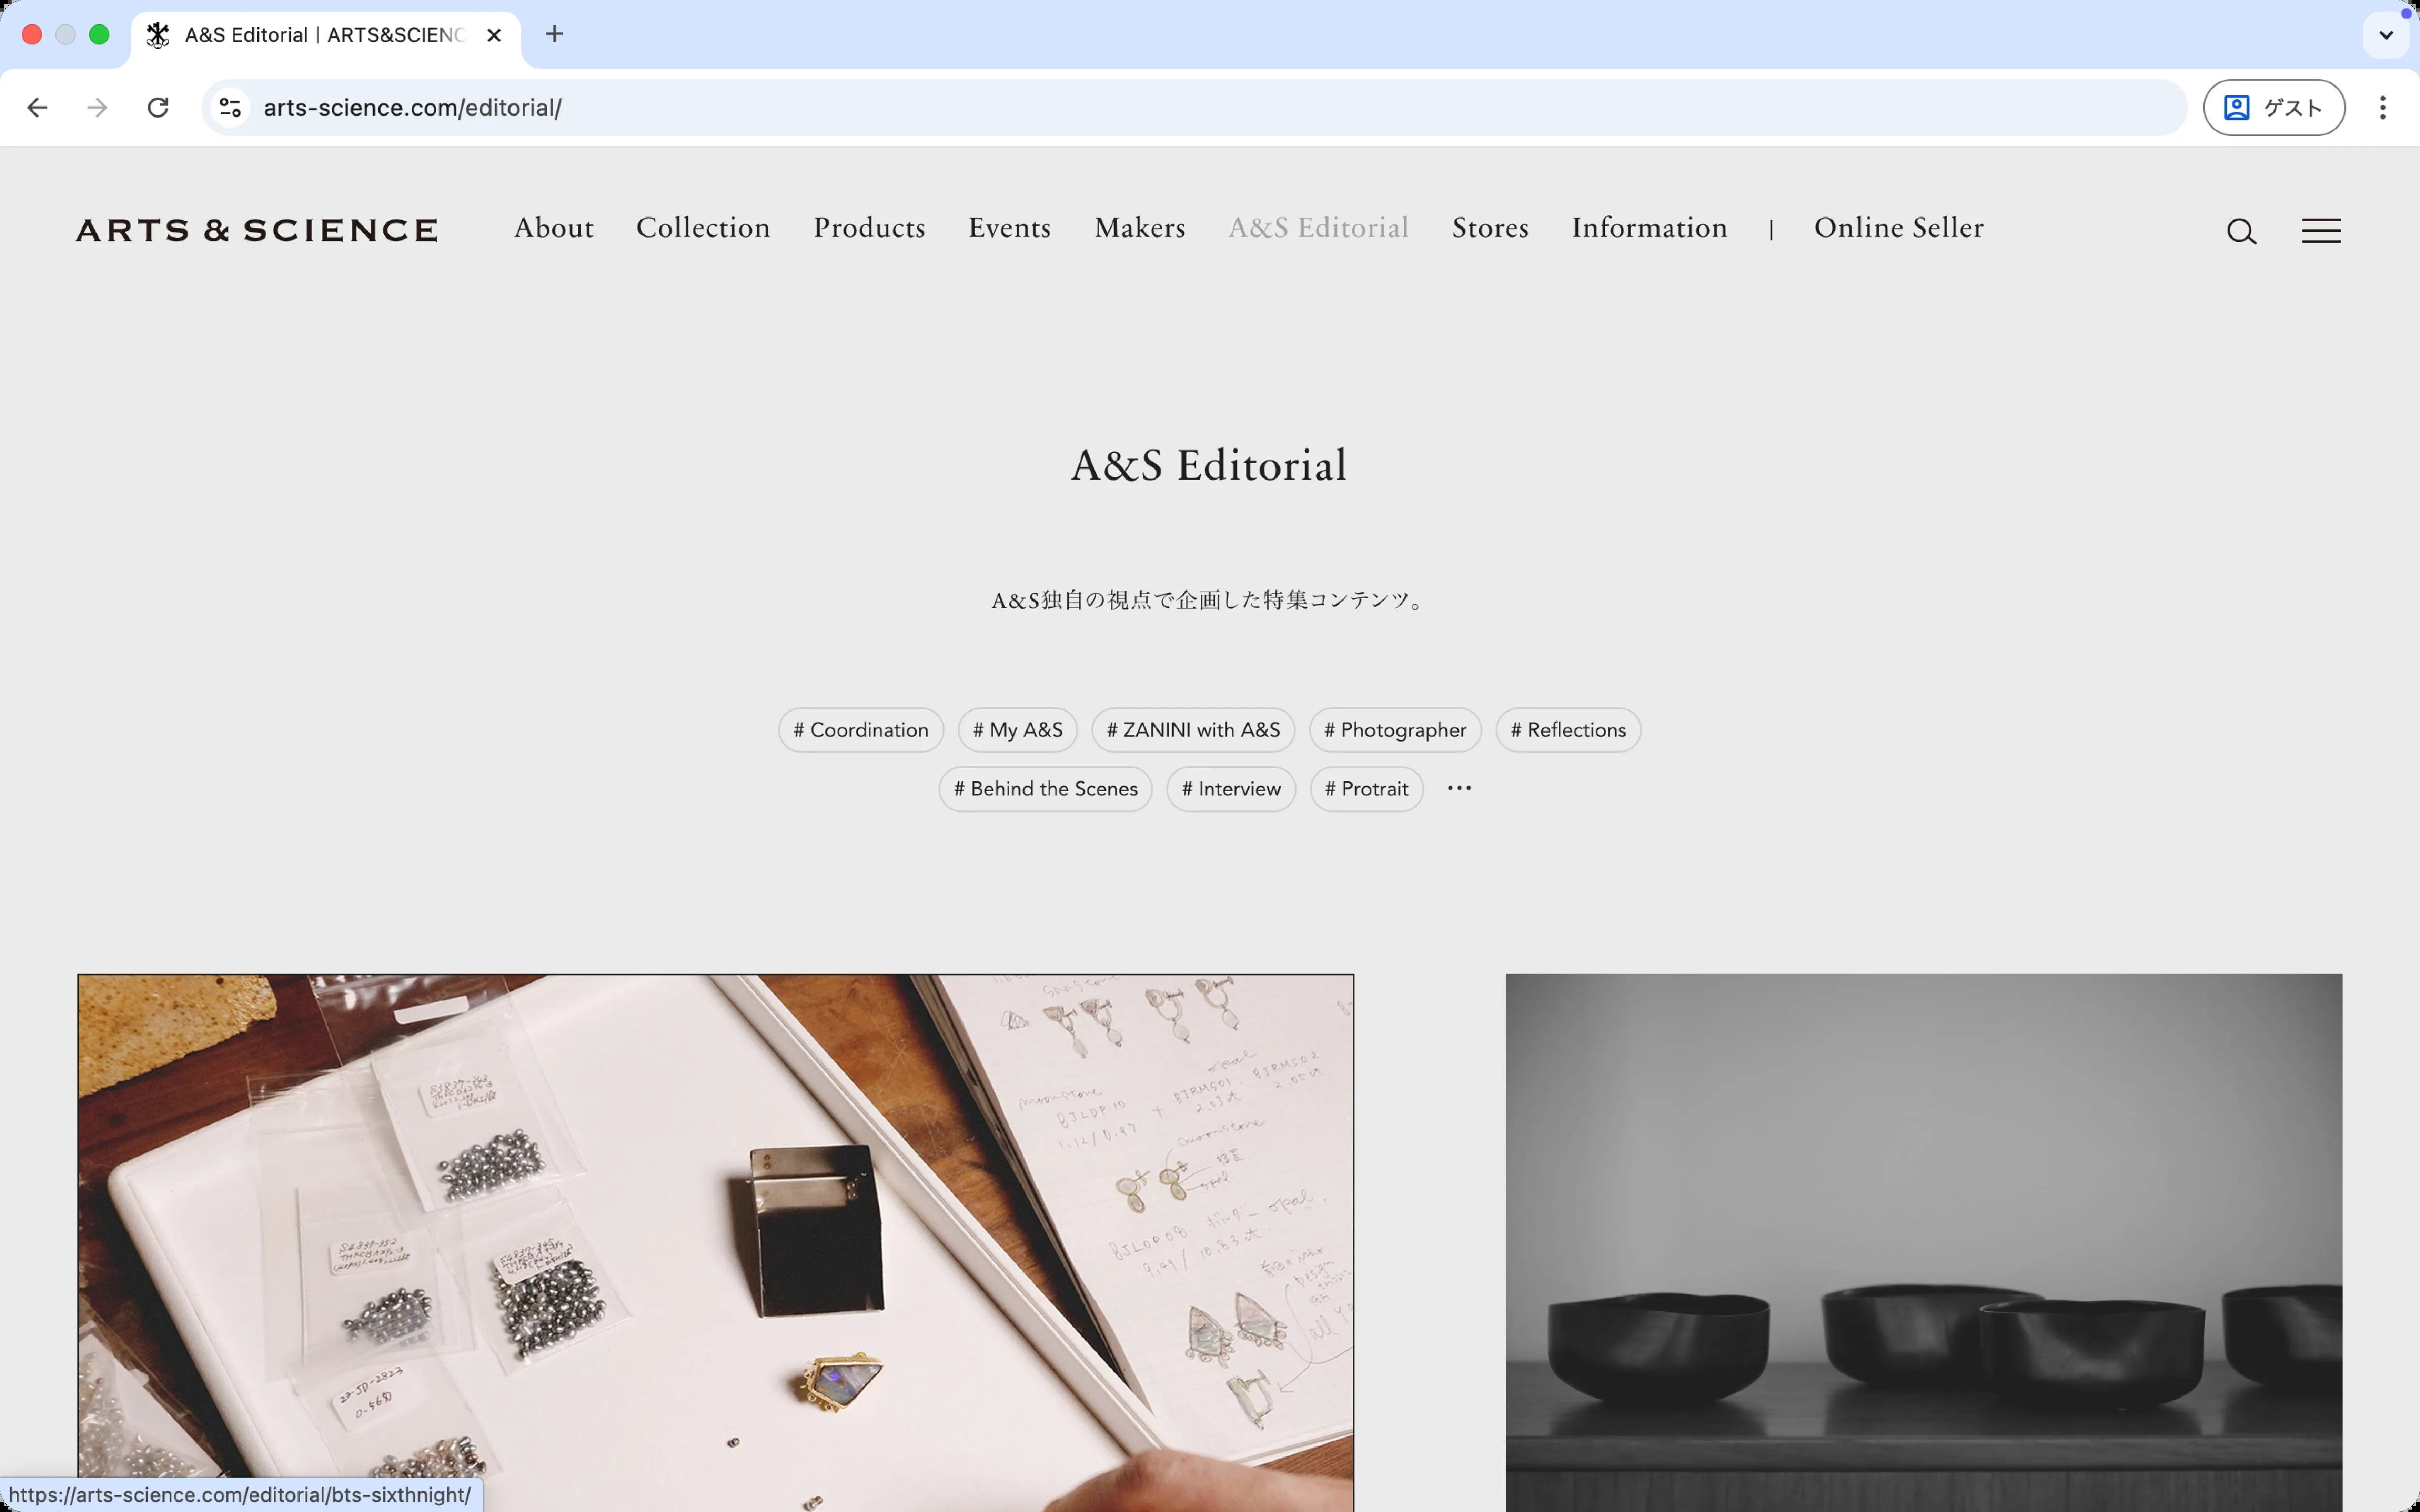 A&S Editorial | ARTS&SCIENC
arts-science.com/editorial/
ゲスト
ARTS & SCIENCE
About Collection Products Events Makers A&S Editorial Stores Information | Online Seller
A&S Editorial
A&S独自の視点で企画した特集コンテンツ。
# Coordination # My A&S # ZANINI with A&S # Photographer # Reflections
# Behind the Scenes # Interview # Protrait ...
moonstone
BJLDP10
opal
https://arts-science.com/editorial/bts-sixthnight/